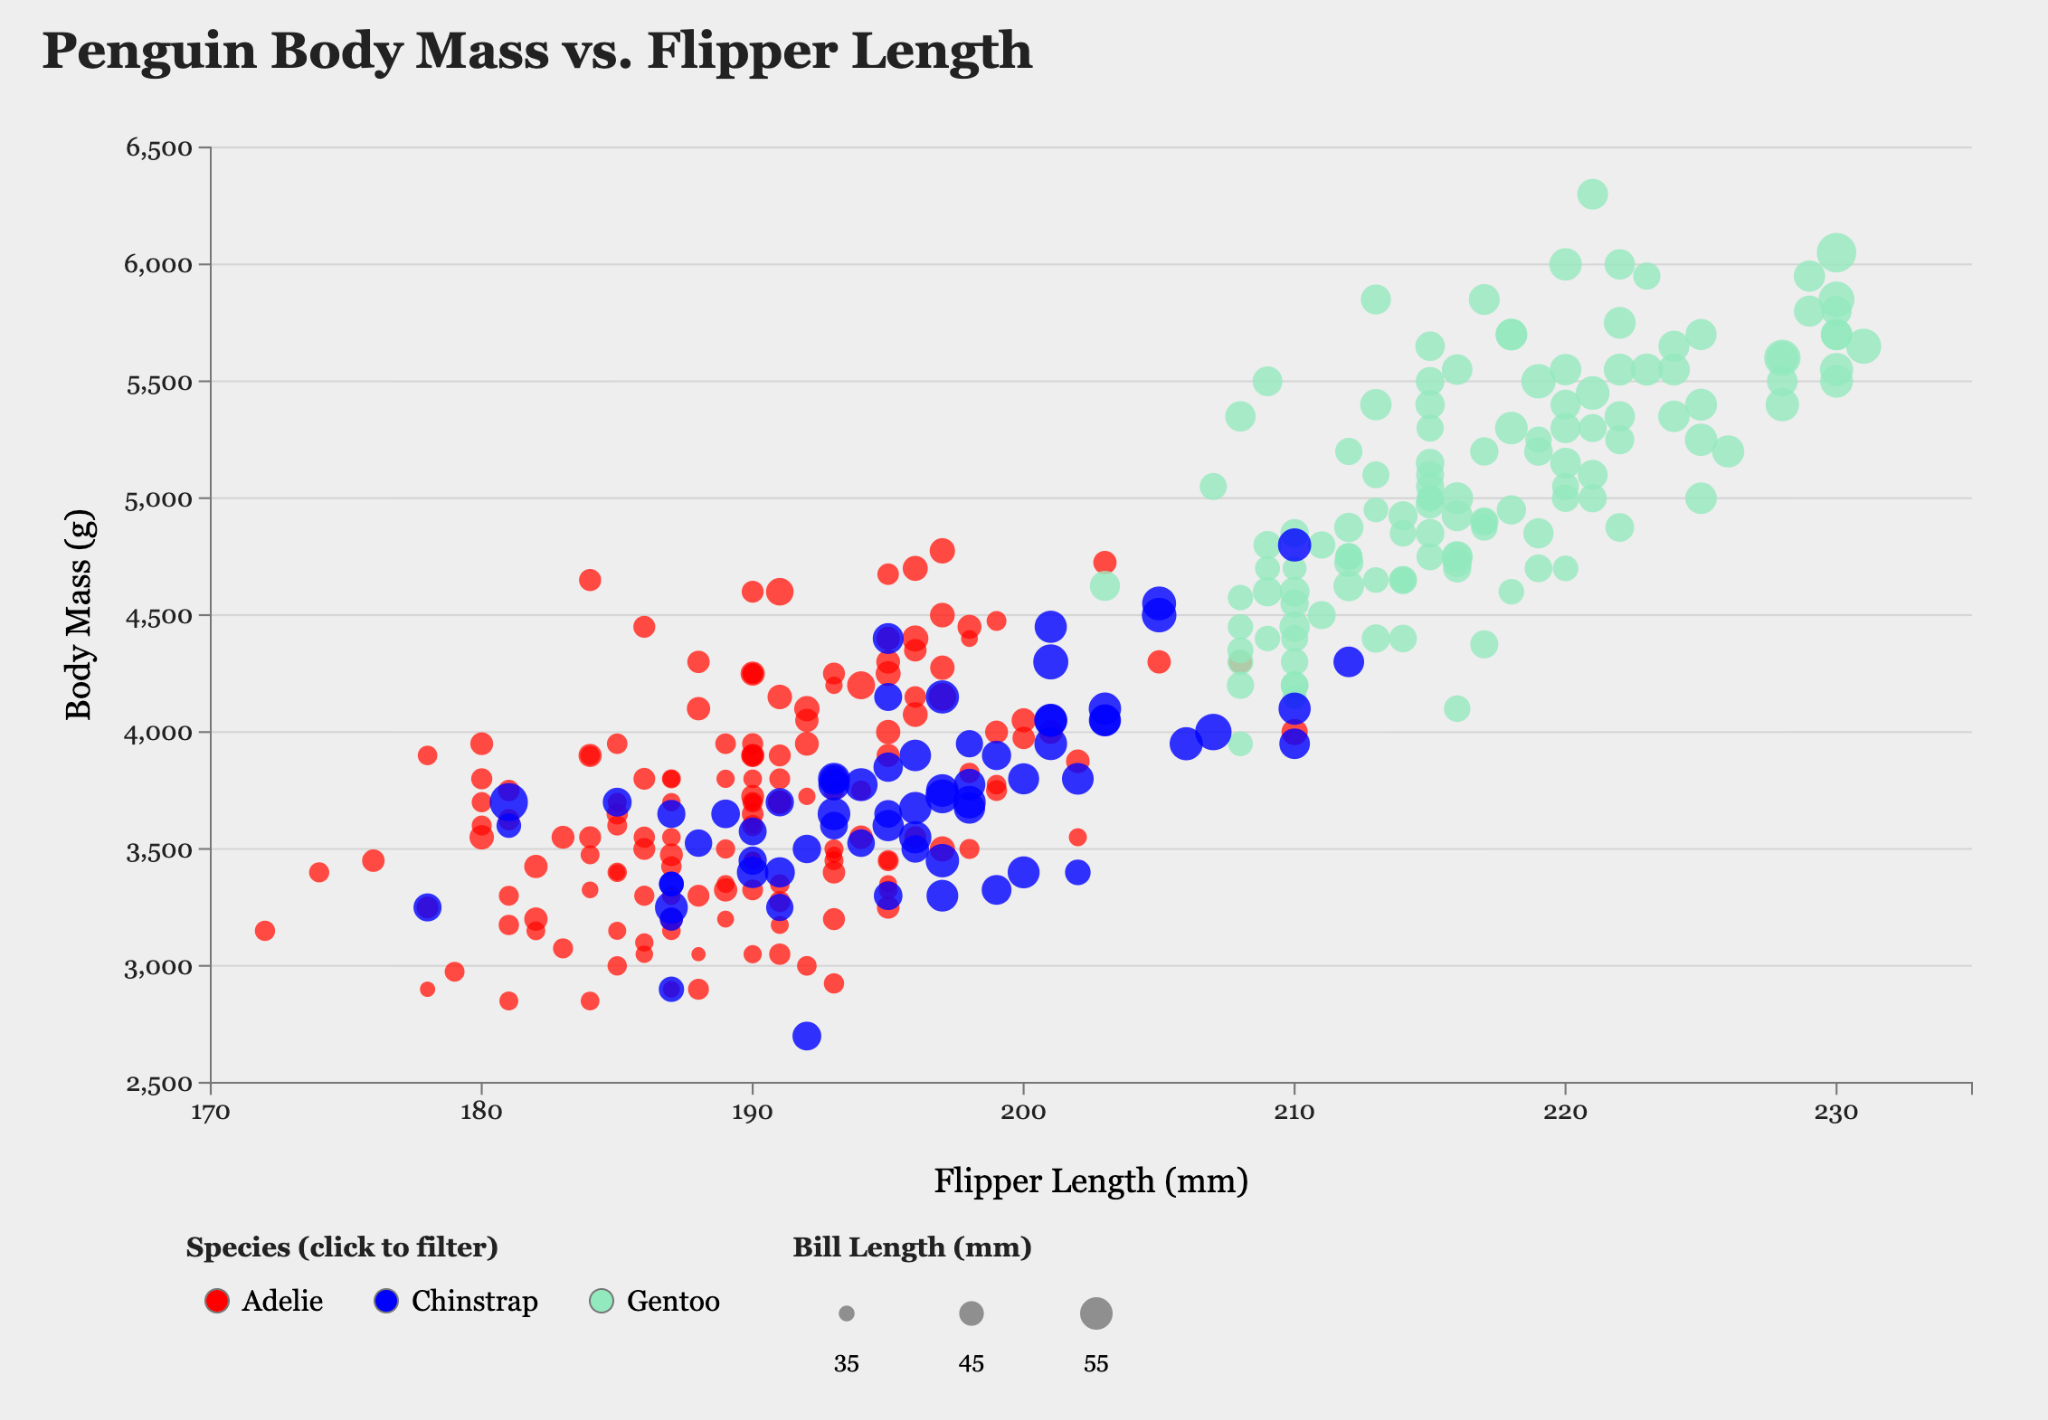 Penguin Body Mass vs. Flipper Length
6,500
6,000
5,500
5,000
4,500
4,000
3,500
3,000
2,500
Body Mass (g)
170 180 190 200 210 220 230
Flipper Length (mm)
Species (click to filter)
Adelie Chinstrap Gentoo
Bill Length (mm)
35 45 55